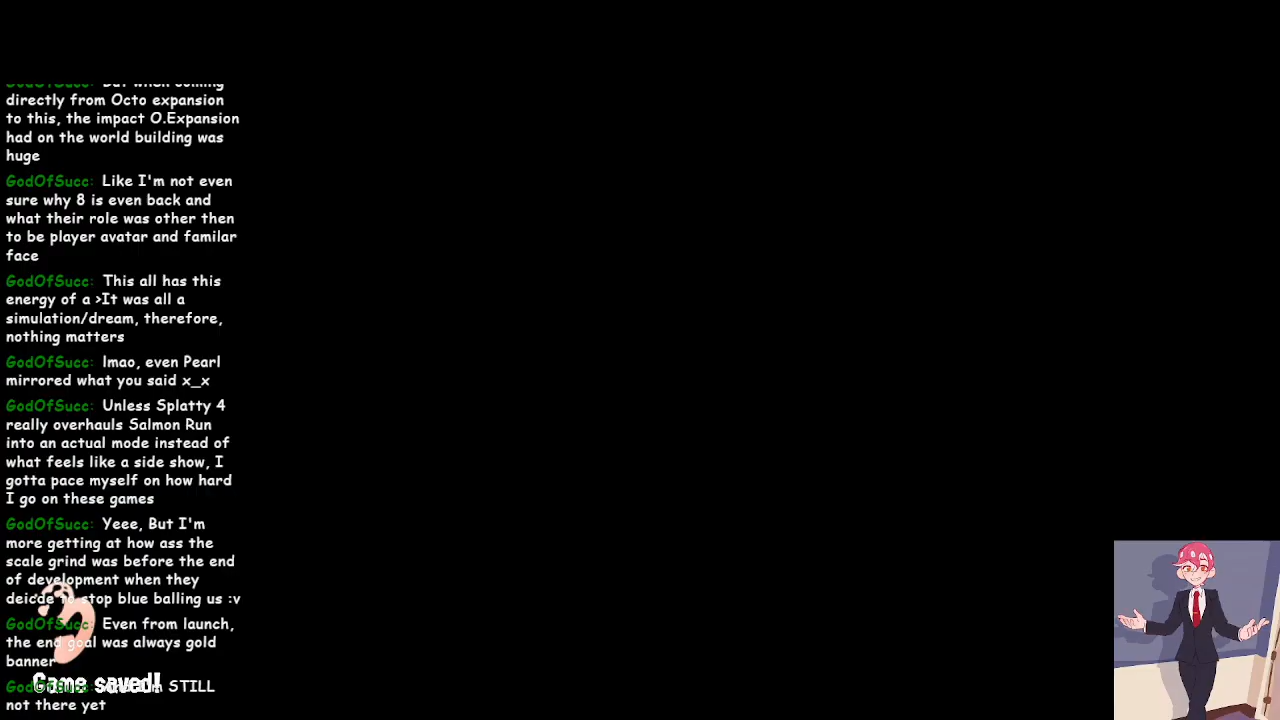 directly from Octo expansion
to this, the impact O.Expansion
had on the world building was
huge
GodOfSucc: Like I'm not even
sure why 8 is even back and
what their role was other then
to be player avatar and familar
face
GodOfSucc: This all has this
energy of a >It was all a
simulation/dream, therefore,
nothing matters
GodOfSucc: lmao, even Pearl
mirrored what you said x_x
GodOfSucc: Unless Splatty 4
really overhauls Salmon Run
into an actual mode instead of
what feels like a side show, I
gotta pace myself on how hard
I go on these games
GodOfSucc: Yeee, But I'm
more getting at how ass the
scale grind was before the end
of development when they
deicde to stop blue balling us :v
GodOfSucc: Even from launch,
the end goal was always gold
banner
Game saved!
STILL
not there yet